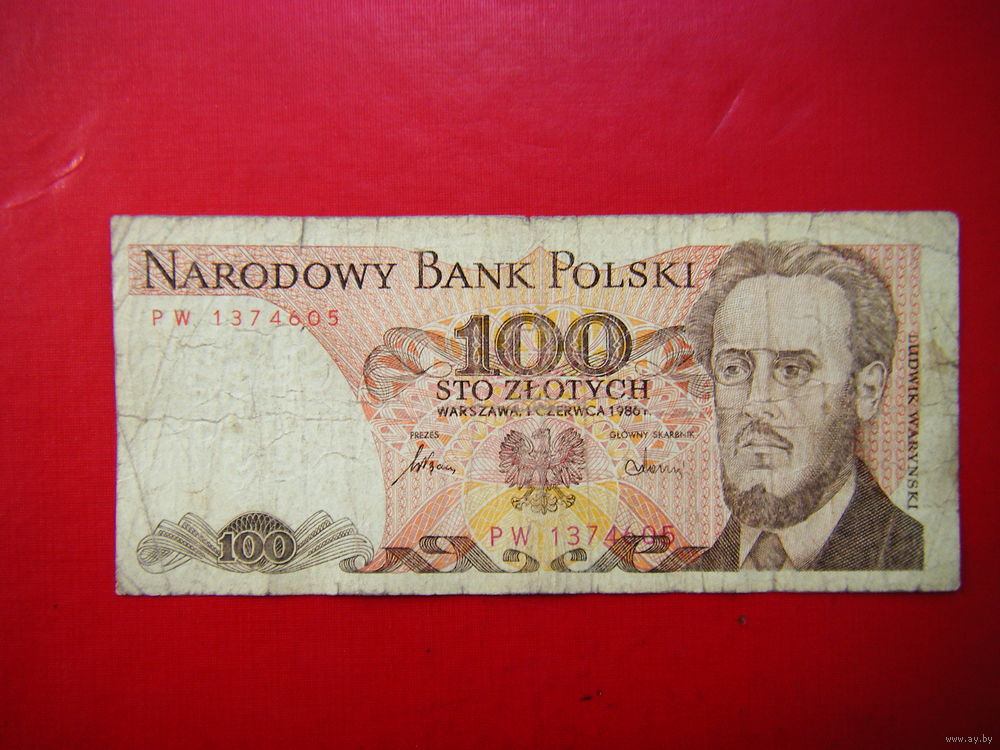 NARODOWY BANK POLSKI
PW 1374605
100
STO ZŁOTYCH
WARSZAWA, 1 CZERWCA 1986 r.
PREZES
GŁÓWNY SKARBNIK
LUDWIK WARYŃSKI
PW 1374605
100
www.ay.by